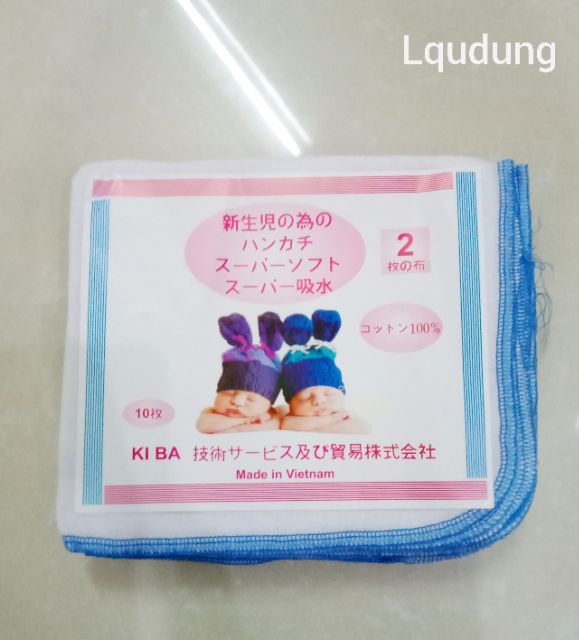 Lqudung
新生児の為の
ハンカチ
スーパーソフト
スーパー吸水
2
枚の布
コットン100%
10枚
KI BA 技術サービス及び貿易株式会社
Made in Vietnam